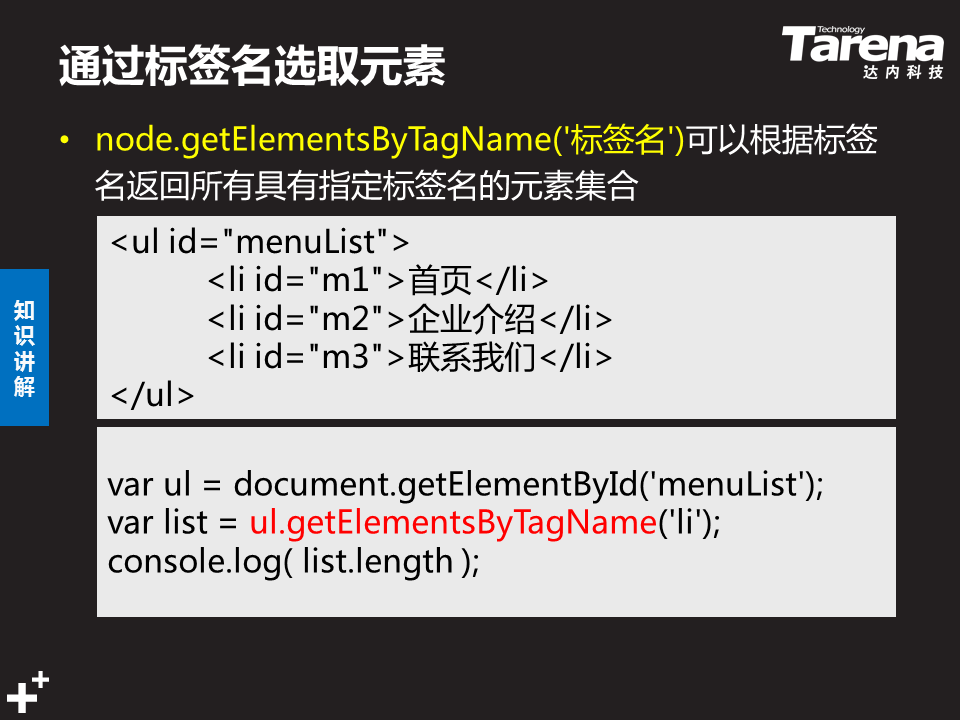 通过标签名选取元素
Technology
Tarena
达内科技
• node.getElementsByTagName('标签名')可以根据标签
名返回所有具有指定标签名的元素集合
<ul id="menuList">
<li id="m1">首页</li>
<li id="m2">企业介绍</li>
<li id="m3">联系我们</li>
</ul>
知
识
讲
解
var ul = document.getElementById('menuList');
var list = ul.getElementsByTagName('li');
console.log( list.length );